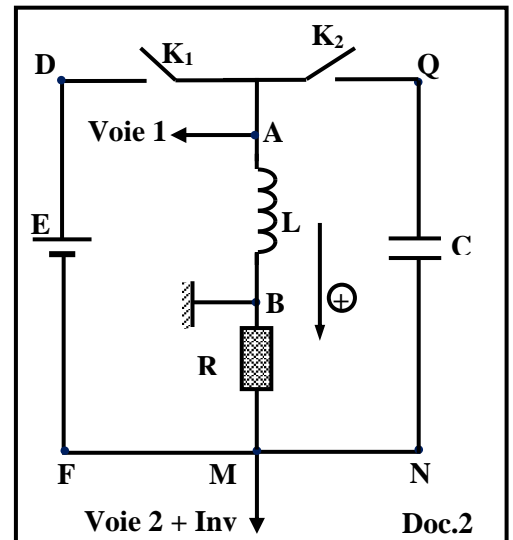 K₂
D K₁ Q
Voie 1 A
E L C
+
B
R
F M N
Voie 2 + Inv Doc.2